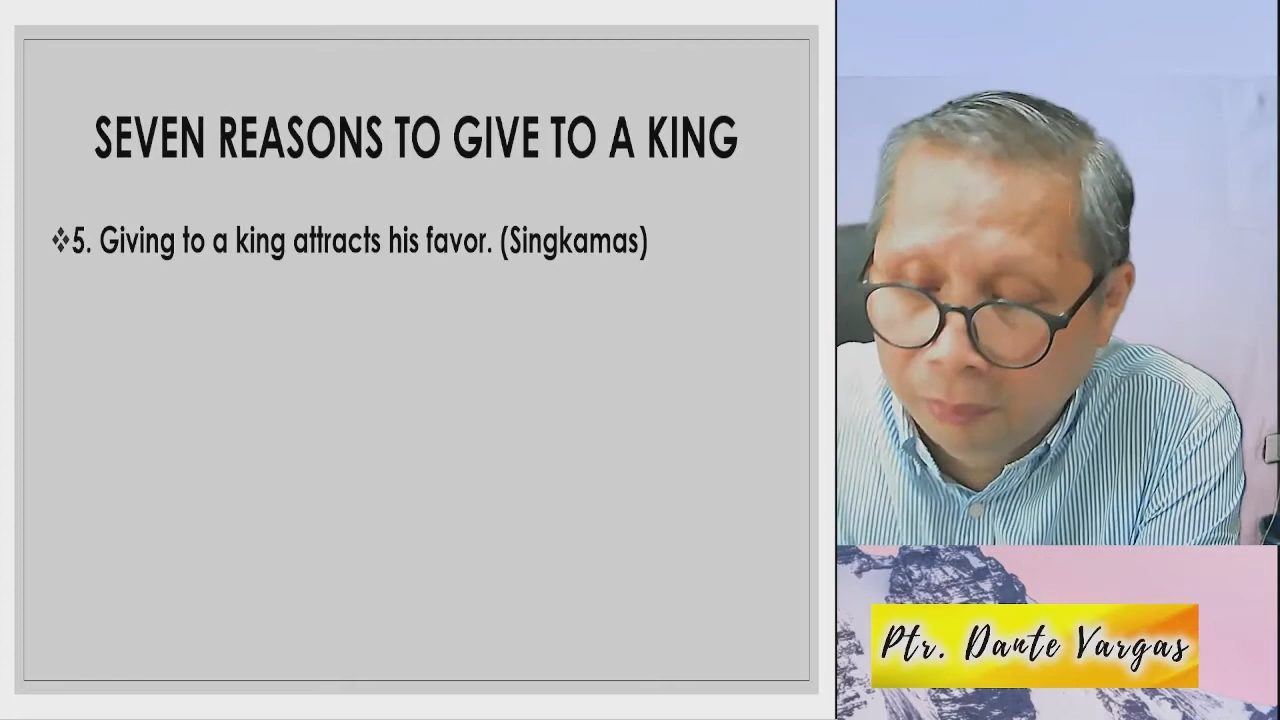 SEVEN REASONS TO GIVE TO A KING
❖5. Giving to a king attracts his favor. (Singkamas)
Ptr. Dante Vargas